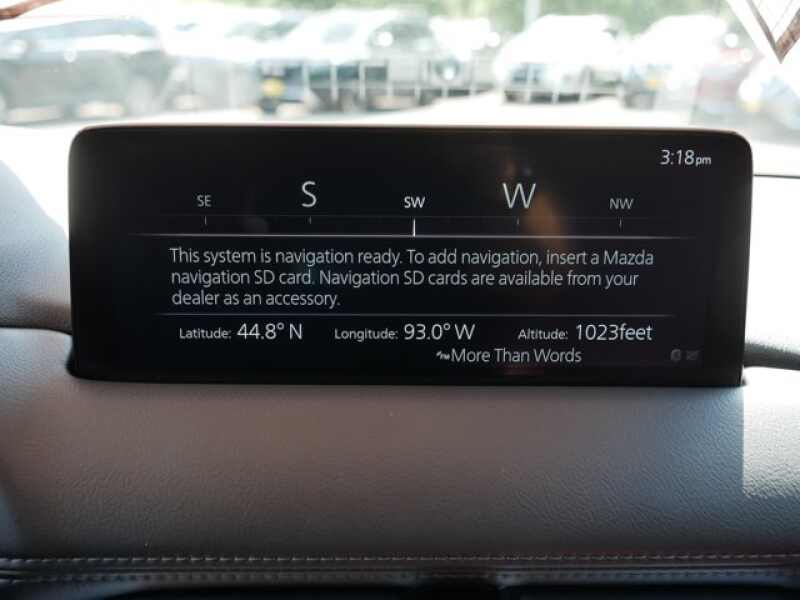 3:18pm
SE S SW W NW
This system is navigation ready. To add navigation, insert a Mazda
navigation SD card. Navigation SD cards are available from your
dealer as an accessory.
Latitude: 44.8° N Longitude: 93.0° W Altitude: 1023feet
FM More Than Words